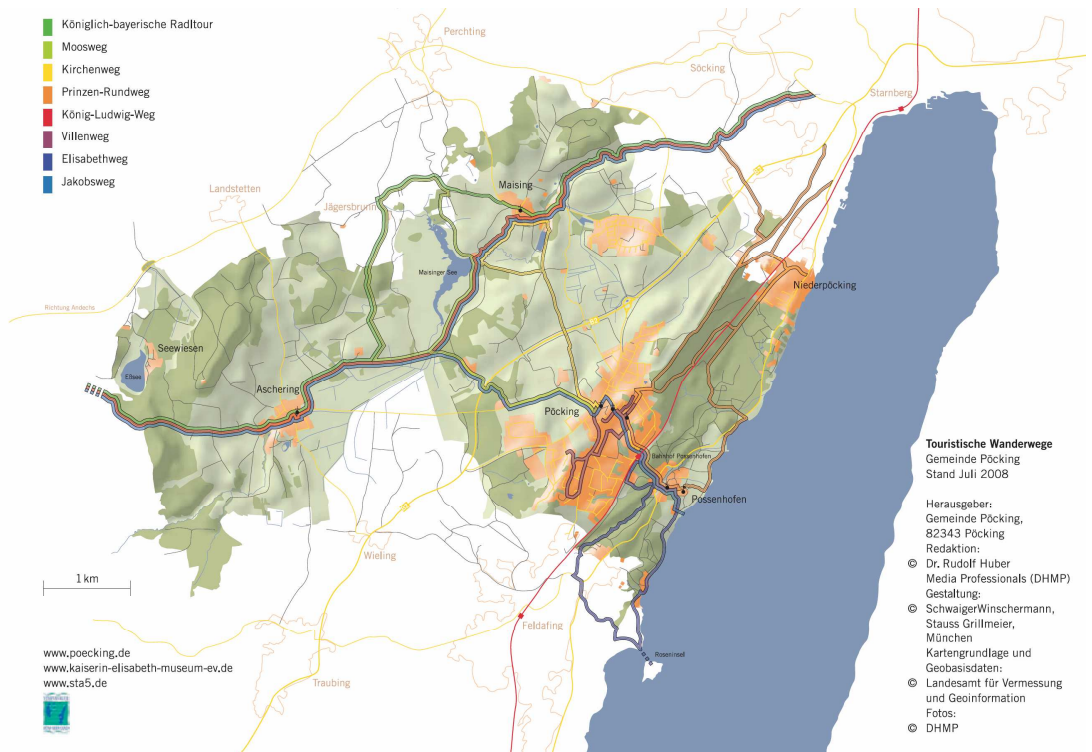 Königlich-bayerische Radltour
Moosweg
Kirchenweg
Prinzen-Rundweg
König-Ludwig-Weg
Villenweg
Elisabethweg
Jakobsweg
Perchting
Söcking
Starnberg
Landstetten
Jägersbrunn
Maising
Maisinger See
Niederpöcking
Richtung Andechs
Seewiesen
Eßsee
Aschering
Pöcking
Bahnhof Possenhofen
Possenhofen
Wieling
1 km
Feldafing
Roseninsel
Traubing
www.poecking.de
www.kaiserin-elisabeth-museum-ev.de
www.sta5.de
Touristische Wanderwege
Gemeinde Pöcking
Stand Juli 2008
Herausgeber:
Gemeinde Pöcking,
82343 Pöcking
Redaktion:
© Dr. Rudolf Huber
Media Professionals (DHMP)
Gestaltung:
© SchwaigerWinschermann,
Stauss Grillmeier,
München
Kartengrundlage und
Geobasisdaten:
© Landesamt für Vermessung
und Geoinformation
Fotos:
© DHMP